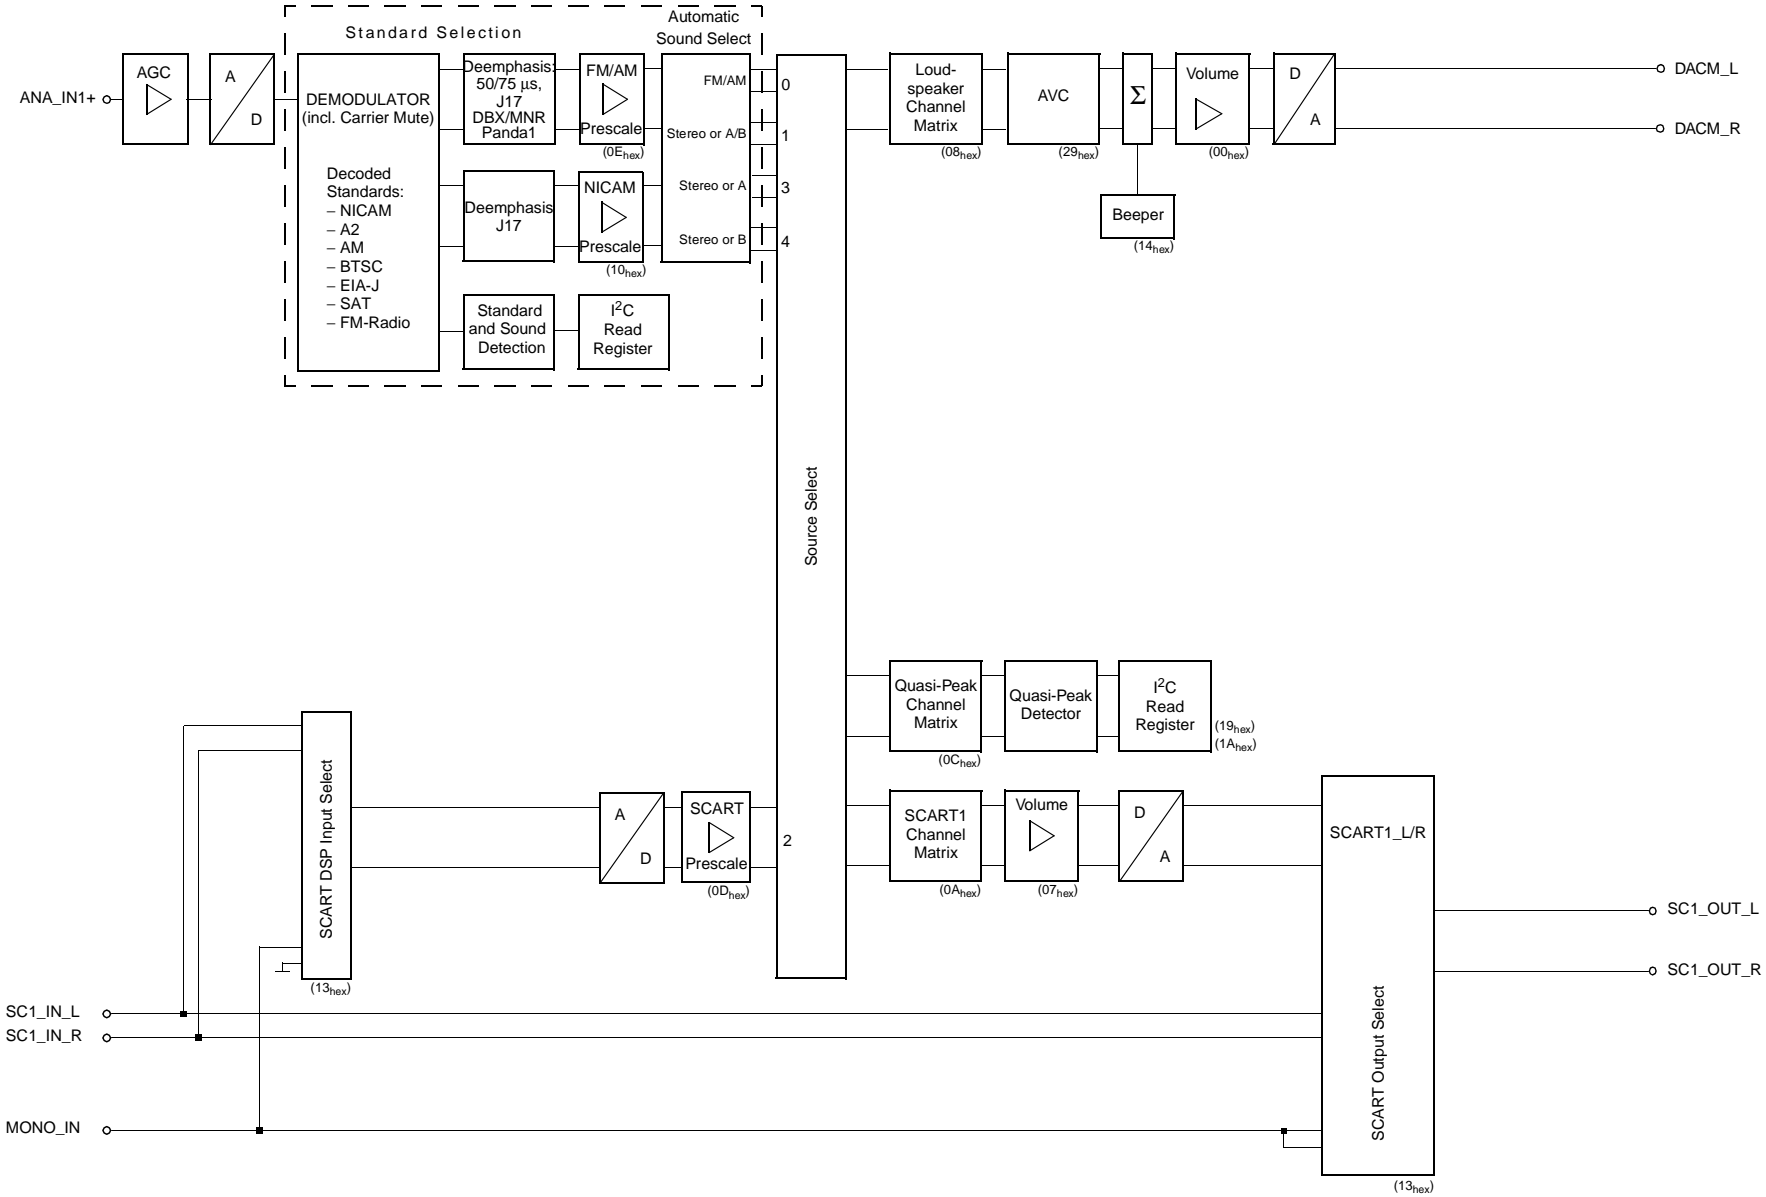 Standard Selection
Automatic
Sound Select
ANA_IN1+
AGC
A
D
DEMODULATOR
(incl. Carrier Mute)
Decoded
Standards:
– NICAM
– A2
– AM
– BTSC
– EIA-J
– SAT
– FM-Radio
Deemphasis:
50/75 µs,
J17
DBX/MNR
Panda1
FM/AM
Prescale
(0Ehex)
Deemphasis
J17
NICAM
Prescale
(10hex)
Standard
and Sound
Detection
I2C
Read
Register
FM/AM
Stereo or A/B
Stereo or A
Stereo or B
0
1
3
4
2
Source Select
Loud-
speaker
Channel
Matrix
(08hex)
AVC
(29hex)
Σ
Beeper
(14hex)
Volume
(00hex)
D
A
DACM_L
DACM_R
Quasi-Peak
Channel
Matrix
(0Chex)
Quasi-Peak
Detector
I2C
Read
Register
(19hex)
(1Ahex)
SCART DSP Input Select
(13hex)
A
D
SCART
Prescale
(0Dhex)
SCART1
Channel
Matrix
(0Ahex)
Volume
(07hex)
D
A
SCART1_L/R
SCART Output Select
(13hex)
SC1_OUT_L
SC1_OUT_R
SC1_IN_L
SC1_IN_R
MONO_IN